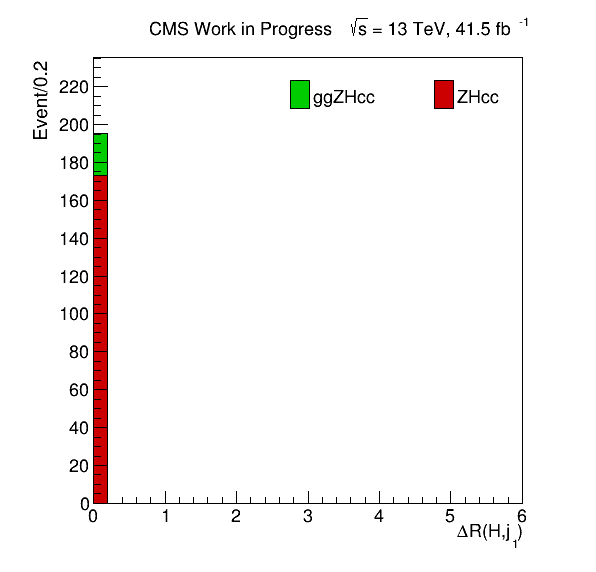 CMS Work in Progress √s = 13 TeV, 41.5 fb⁻¹
Event/0.2
ggZHcc ZHcc
220
200
180
160
140
120
100
80
60
40
20
0
0 1 2 3 4 5 6
ΔR(H,j₁)